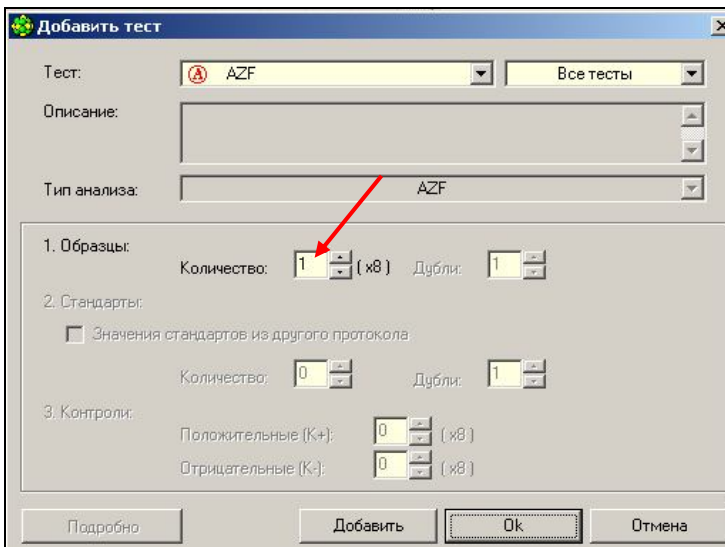 Добавить тест
Тест: A AZF Все тесты
Описание:
Тип анализа: AZF
1. Образцы:
Количество: 1 ( x8 ) Дубли: 1
2. Стандарты:
Значения стандартов из другого протокола
Количество: 0 Дубли: 1
3. Контроли:
Положительные (K+): 0 ( x8 )
Отрицательные (K-): 0 ( x8 )
Подробно Добавить Ok Отмена